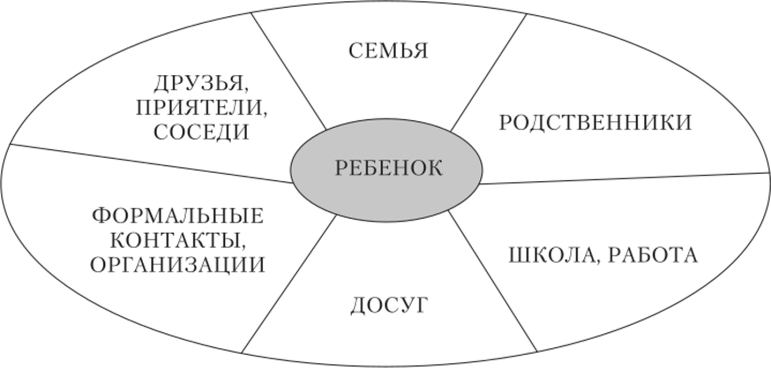 СЕМЬЯ
ДРУЗЬЯ,
ПРИЯТЕЛИ,
СОСЕДИ
РОДСТВЕННИКИ
РЕБЕНОК
ФОРМАЛЬНЫЕ
КОНТАКТЫ,
ОРГАНИЗАЦИИ
ШКОЛА, РАБОТА
ДОСУГ